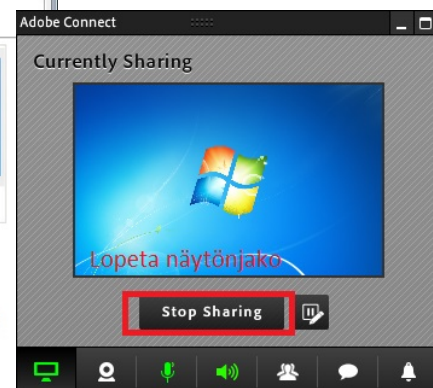 Adobe Connect
Currently Sharing
Lopeta näytönjako
Stop Sharing